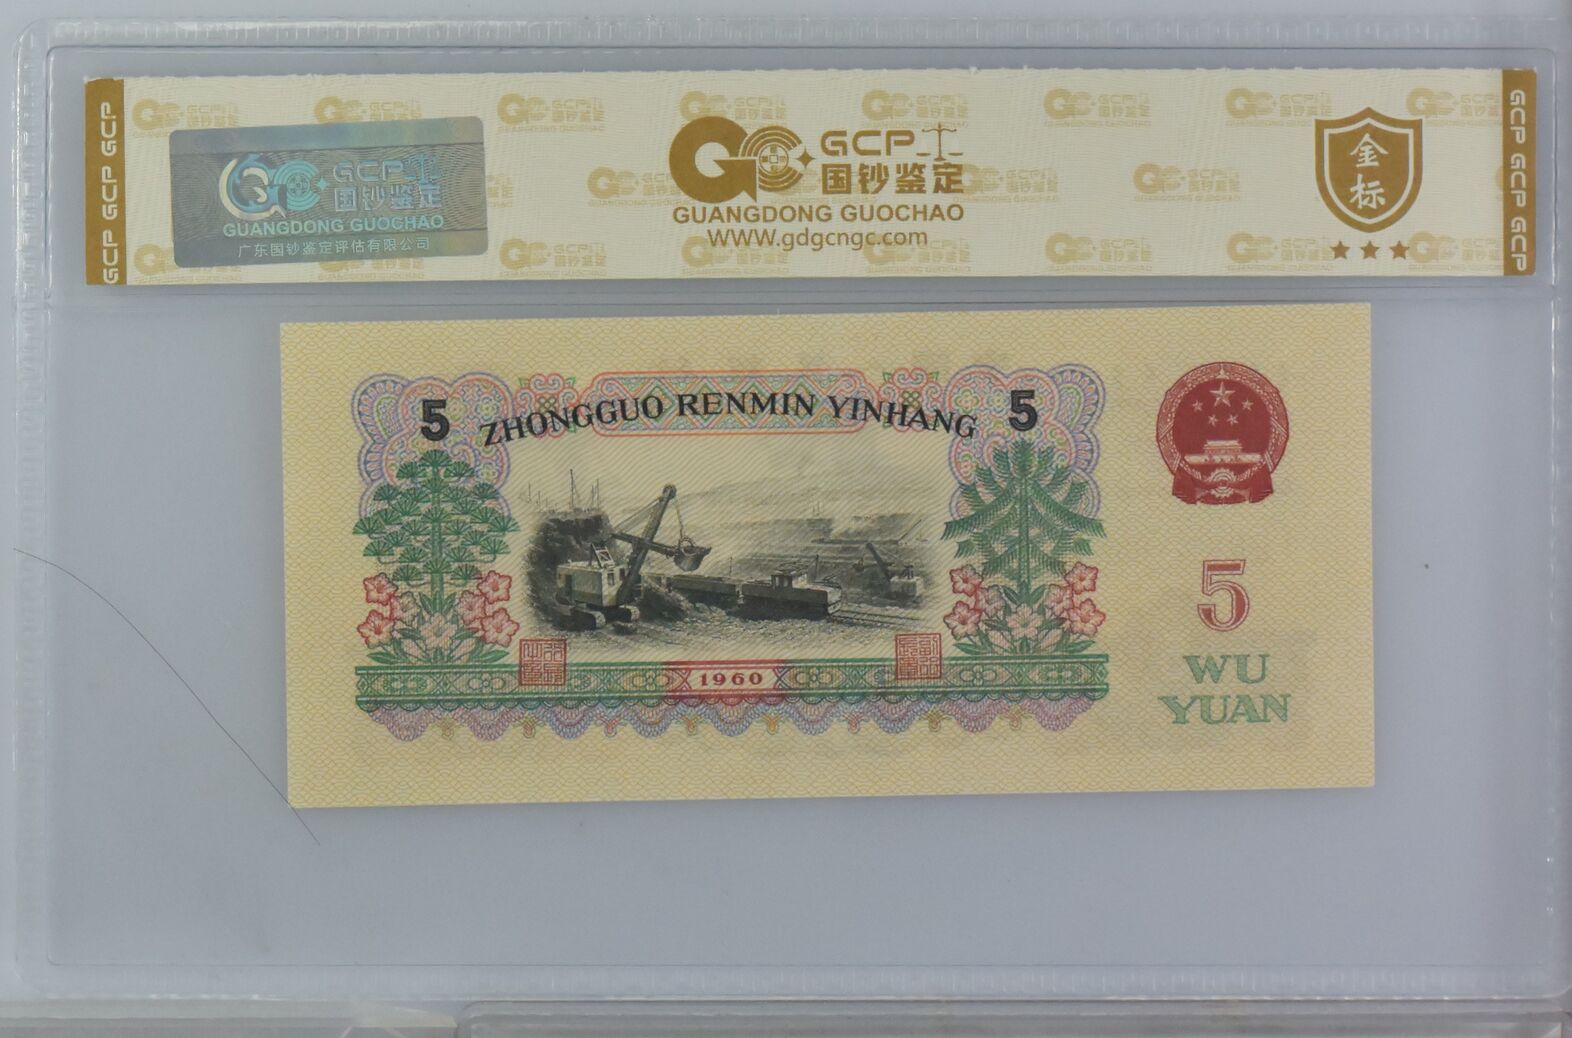 GCP GCP GCP
GCP
国钞鉴定
GUANGDONG GUOCHAO
广东国钞鉴定评估有限公司
GCP
国钞鉴定
GUANGDONG GUOCHAO
WWW.gdgcngc.com
金
标
GCP GCP GCP
5 ZHONGGUO RENMIN YINHANG 5
1960
5
WU
YUAN